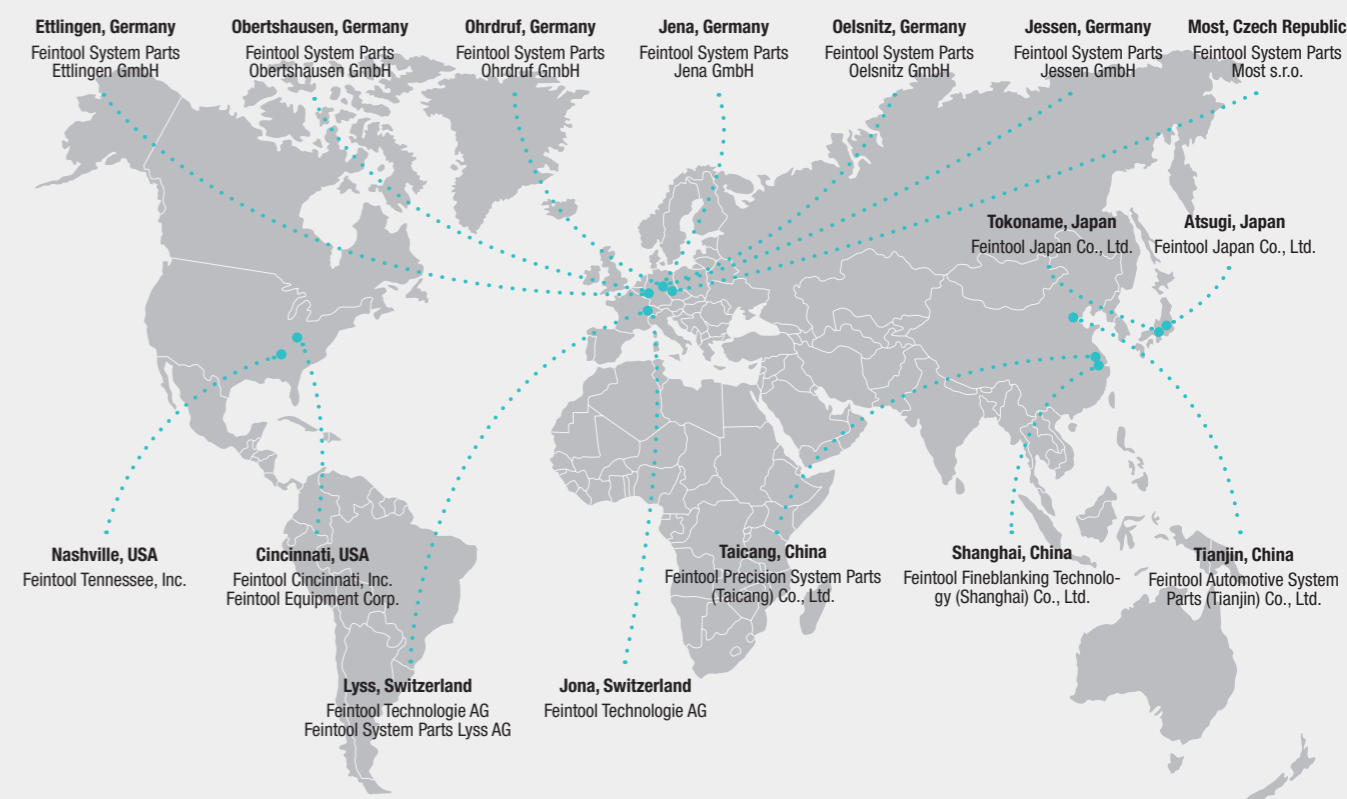 Ettlingen, Germany
Feintool System Parts
Ettlingen GmbH
Obertshausen, Germany
Feintool System Parts
Obertshausen GmbH
Ohrdruf, Germany
Feintool System Parts
Ohrdruf GmbH
Jena, Germany
Feintool System Parts
Jena GmbH
Oelsnitz, Germany
Feintool System Parts
Oelsnitz GmbH
Jessen, Germany
Feintool System Parts
Jessen GmbH
Most, Czech Republic
Feintool System Parts
Most s.r.o.
Tokoname, Japan
Feintool Japan Co., Ltd.
Atsugi, Japan
Feintool Japan Co., Ltd.
Nashville, USA
Feintool Tennessee, Inc.
Cincinnati, USA
Feintool Cincinnati, Inc.
Feintool Equipment Corp.
Taicang, China
Feintool Precision System Parts
(Taicang) Co., Ltd.
Shanghai, China
Feintool Fineblanking Technolo-
gy (Shanghai) Co., Ltd.
Tianjin, China
Feintool Automotive System
Parts (Tianjin) Co., Ltd.
Lyss, Switzerland
Feintool Technologie AG
Feintool System Parts Lyss AG
Jona, Switzerland
Feintool Technologie AG